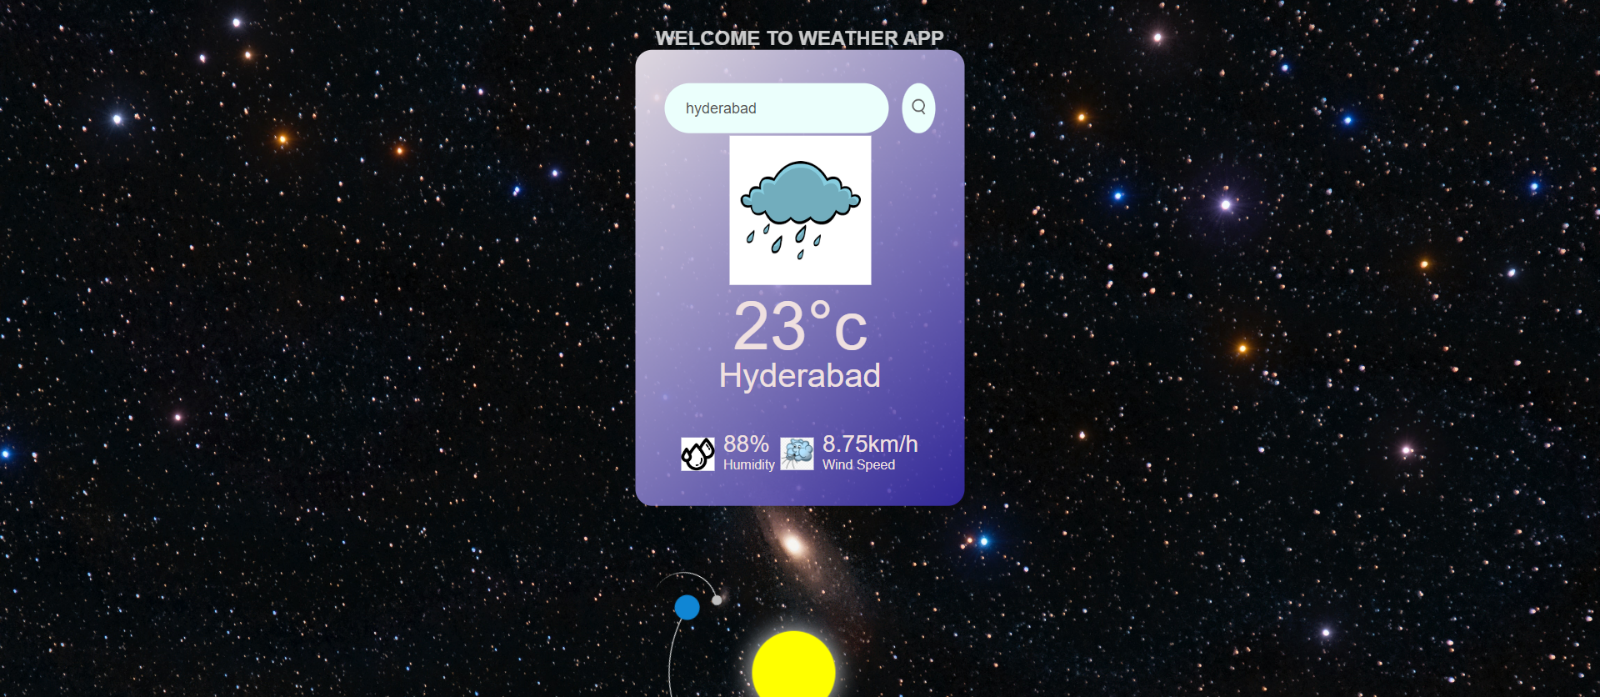 WELCOME TO WEATHER APP
hyderabad
23°c
Hyderabad
88% 8.75km/h
Humidity Wind Speed